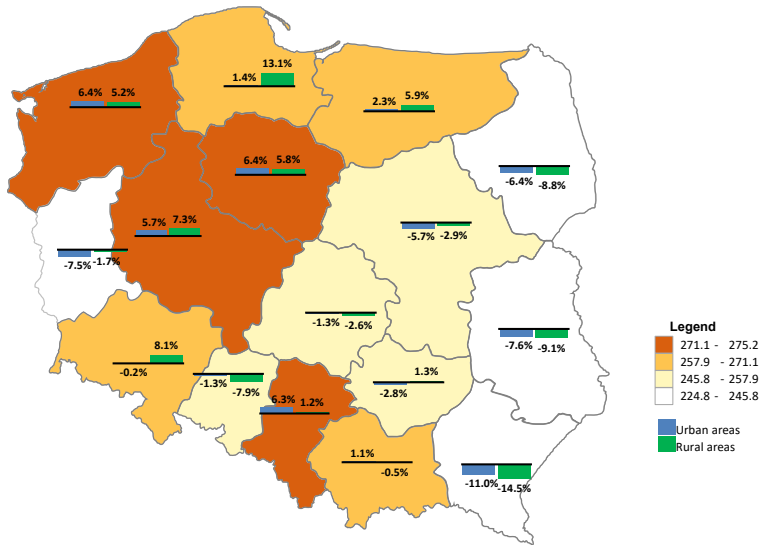 13.1%
1.4%
6.4% 5.2%
2.3% 5.9%
6.4% 5.8%
-6.4% -8.8%
5.7% 7.3%
-5.7% -2.9%
-7.5% -1.7%
-1.3% -2.6%
-7.6% -9.1%
8.1%
-0.2%
-1.3% -7.9%
1.3%
-2.8%
6.3% 1.2%
1.1%
-0.5%
-11.0% -14.5%
Legend
271.1 - 275.2
257.9 - 271.1
245.8 - 257.9
224.8 - 245.8
Urban areas
Rural areas